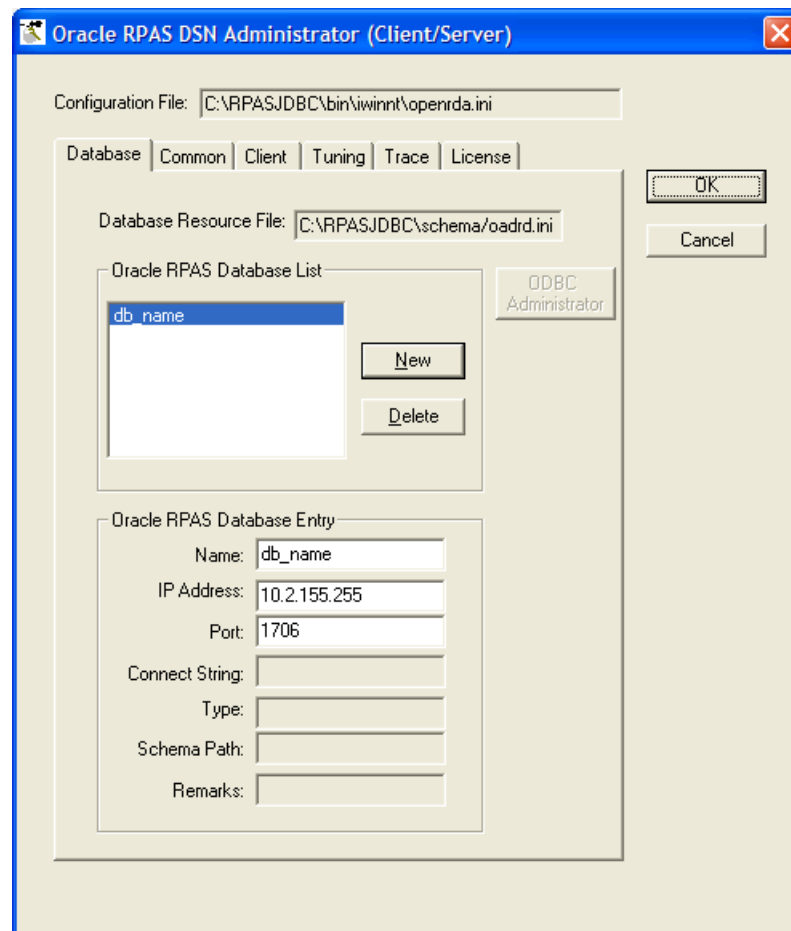 Oracle RPAS DSN Administrator (Client/Server)
Configuration File: C:\RPASJDBC\bin\iwinnt\openrda.ini
Database Common Client Tuning Trace License
OK
Database Resource File: C:\RPASJDBC\schema/oadrd.ini
Cancel
Oracle RPAS Database List
ODBC
Administrator
db_name
New
Delete
Oracle RPAS Database Entry
Name: db_name
IP Address: 10.2.155.255
Port: 1706
Connect String:
Type:
Schema Path:
Remarks: